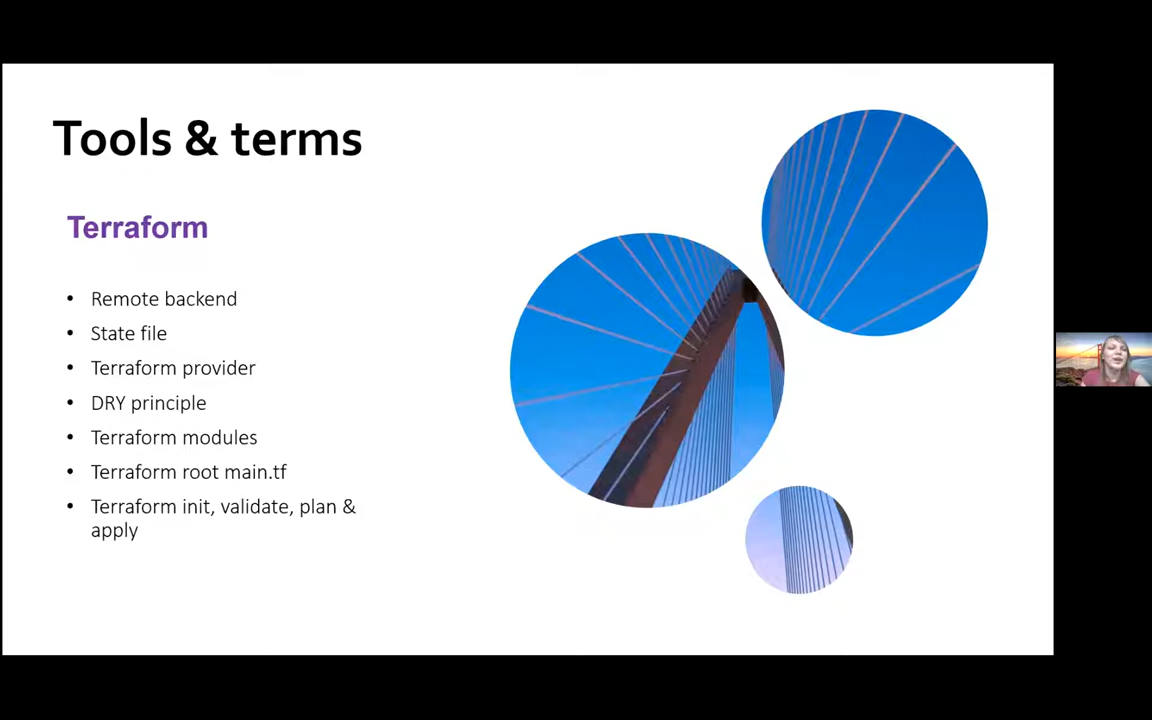 Tools & terms
Terraform
• Remote backend
• State file
• Terraform provider
• DRY principle
• Terraform modules
• Terraform root main.tf
• Terraform init, validate, plan &
apply